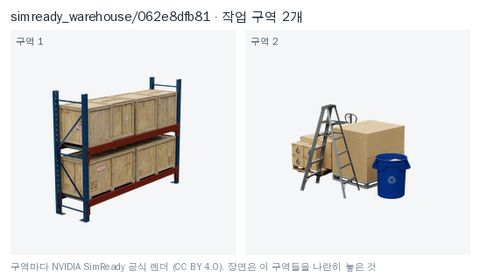 simready_warehouse/062e8dfb81 · 작업 구역 2개
구역 1
구역 2
구역마다 NVIDIA SimReady 공식 렌더 (CC BY 4.0). 장면은 이 구역들을 나란히 놓은 것